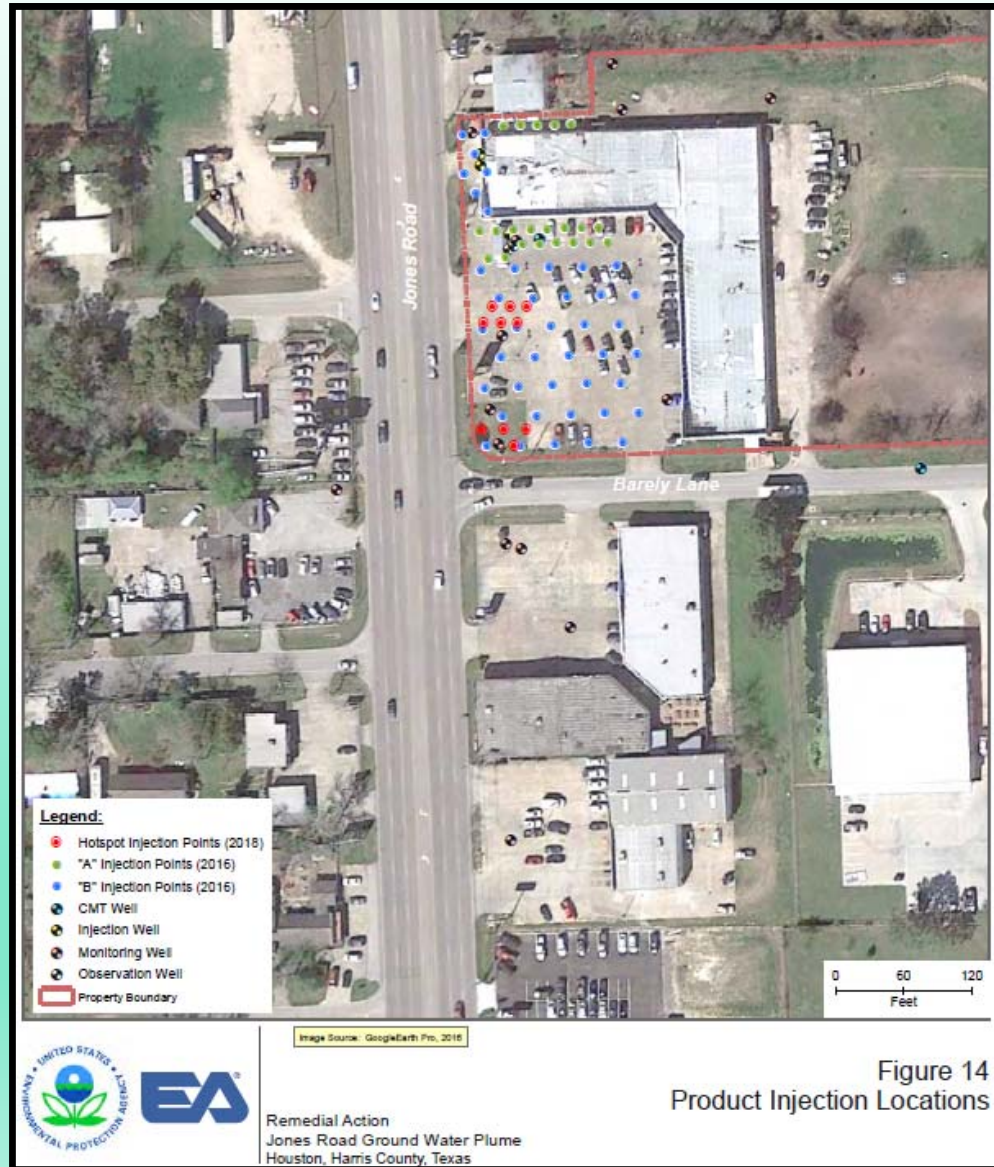 Jones Road
Barely Lane
Legend:
Hotspot Injection Points (2018)
"A" Injection Points (2016)
"B" Injection Points (2016)
CMT Well
Injection Well
Monitoring Well
Observation Well
Property Boundary
0 60 120
Feet
Image Source: GoogleEarth Pro, 2016
UNITED STATES
ENVIRONMENTAL PROTECTION AGENCY
EA®
Figure 14
Product Injection Locations
Remedial Action
Jones Road Ground Water Plume
Houston, Harris County, Texas